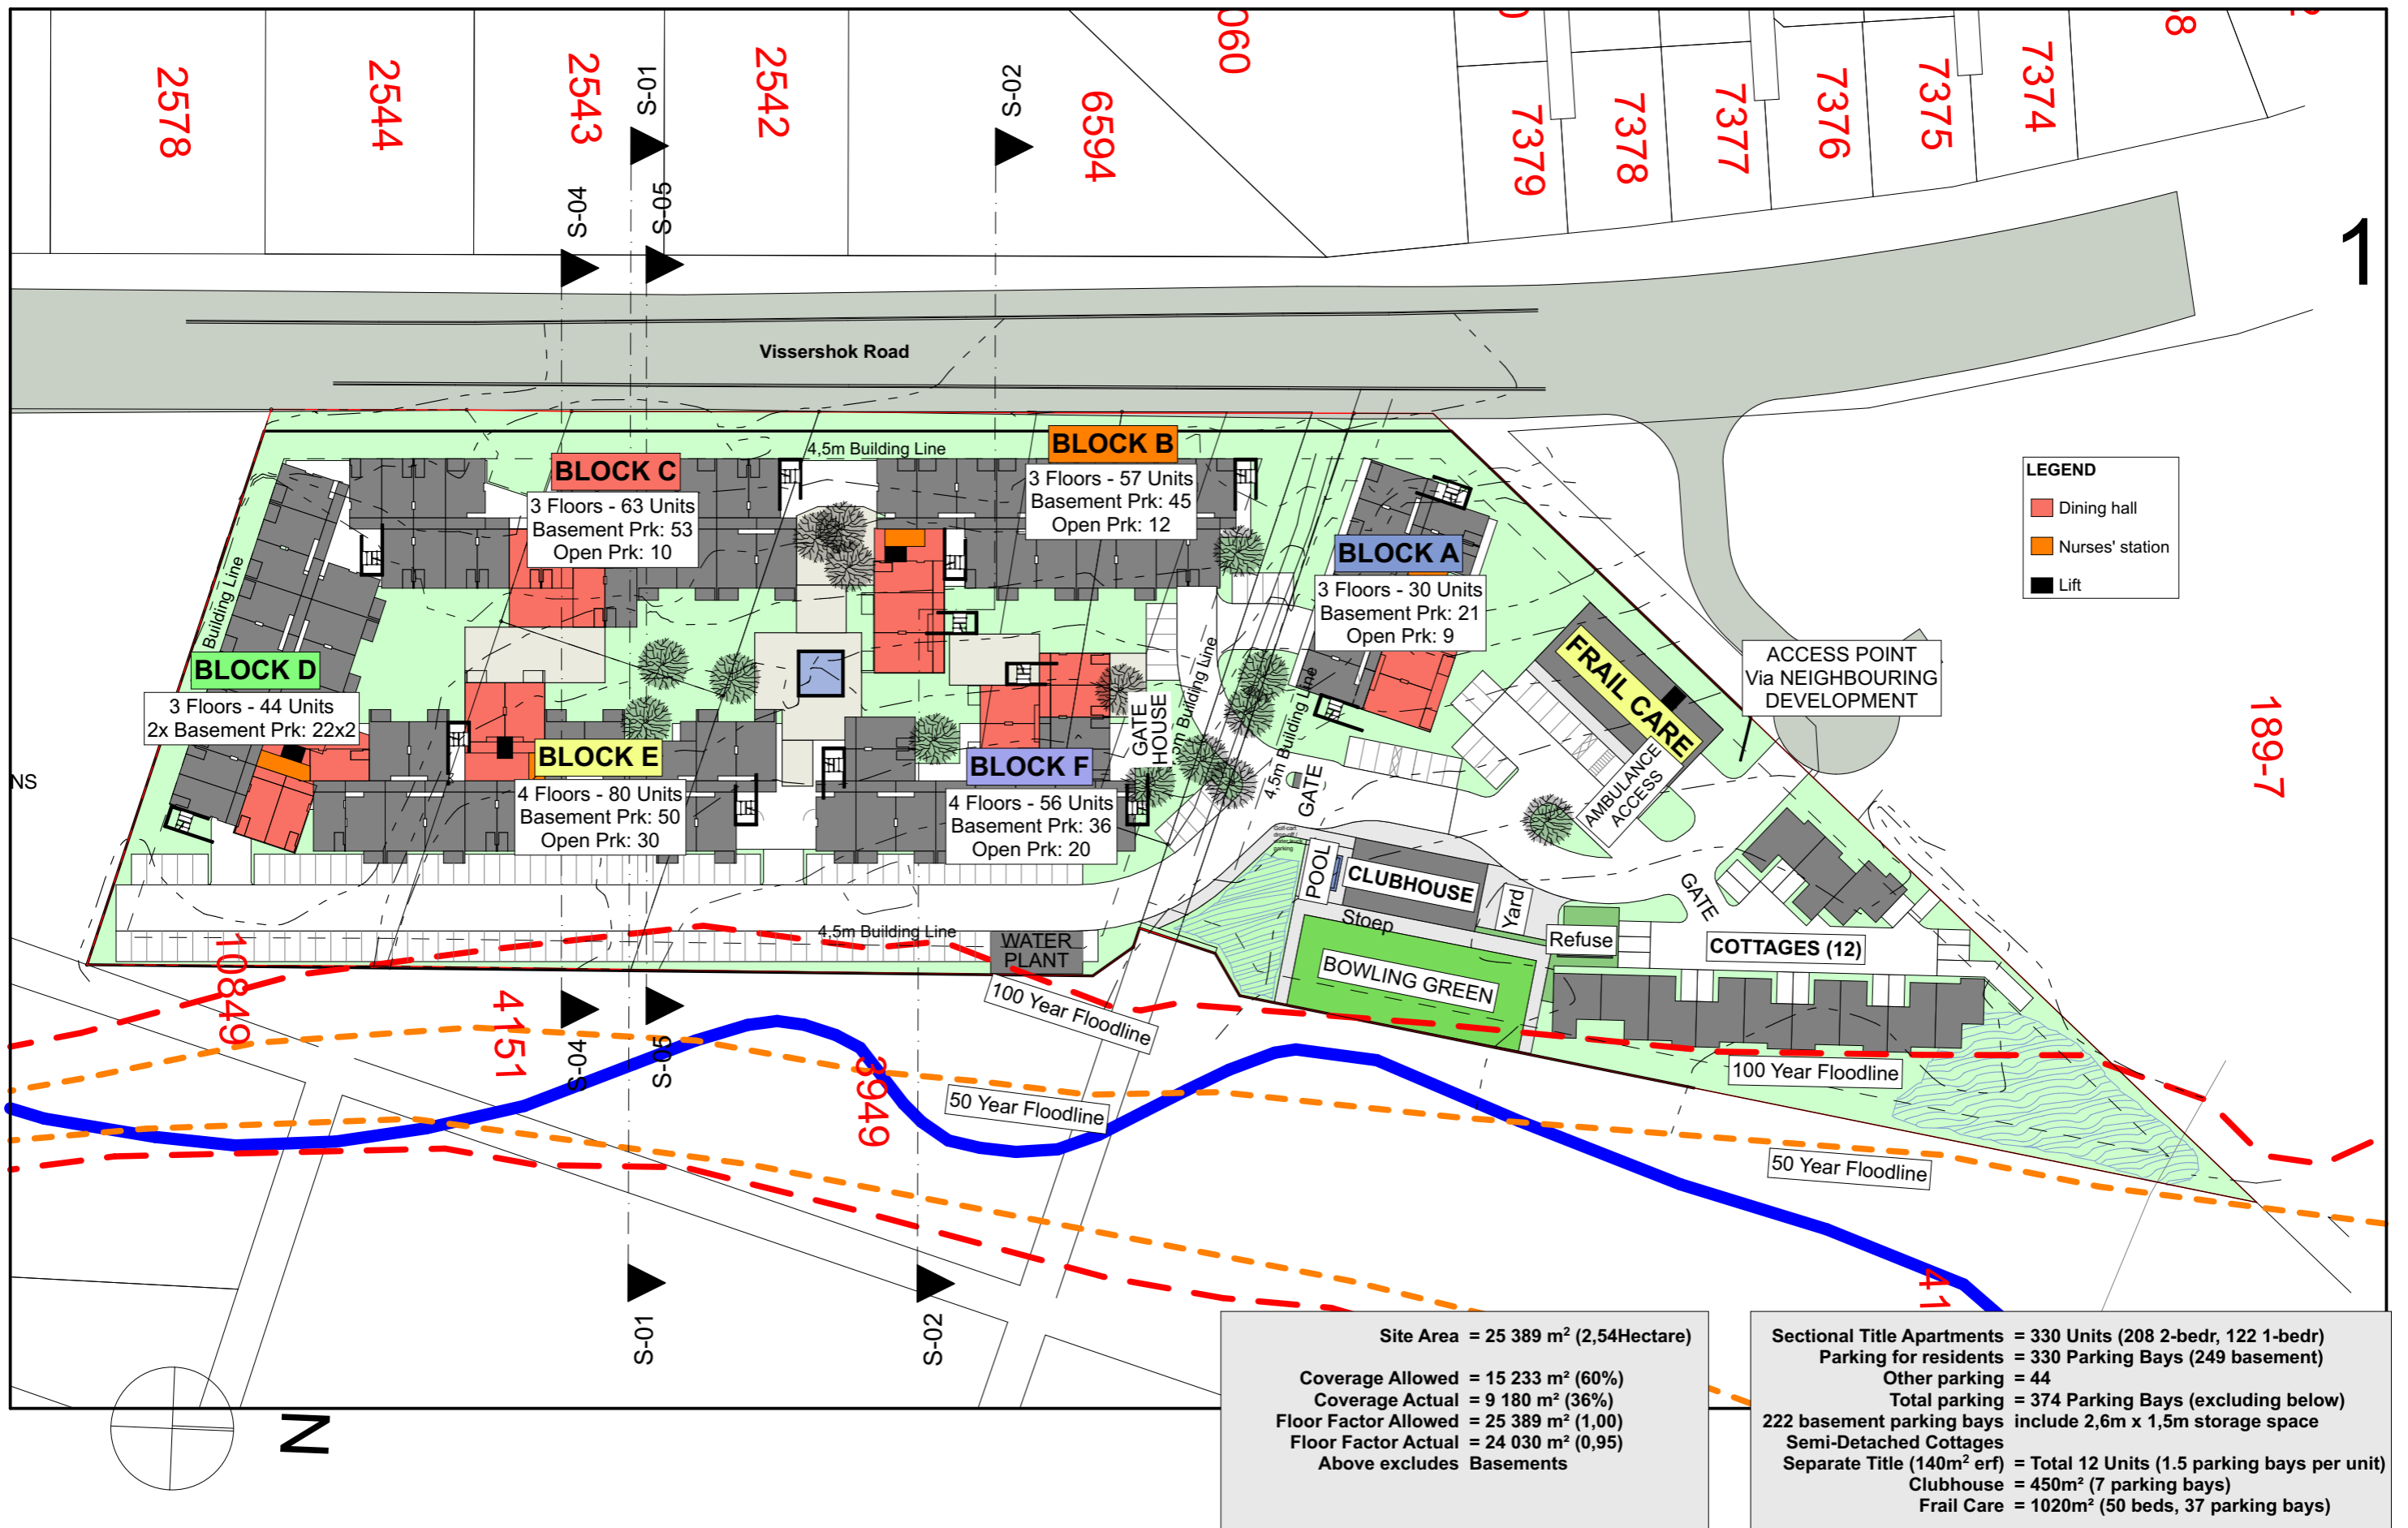 2578
2544
2543
S-01
2542
S-02
6594
060
7379
7378
7377
7376
7375
7374
S-04
S-05
1
Vissershok Road
4,5m Building Line
BLOCK C
3 Floors - 63 Units
Basement Prk: 53
Open Prk: 10
BLOCK B
3 Floors - 57 Units
Basement Prk: 45
Open Prk: 12
BLOCK A
3 Floors - 30 Units
Basement Prk: 21
Open Prk: 9
LEGEND
Dining hall
Nurses' station
Lift
Building Line
BLOCK D
3 Floors - 44 Units
2x Basement Prk: 22x2
BLOCK E
4 Floors - 80 Units
Basement Prk: 50
Open Prk: 30
BLOCK F
4 Floors - 56 Units
Basement Prk: 36
Open Prk: 20
GATE
HOUSE
5m Building Line
4,5m Building Line
GATE
FRAIL CARE
AMBULANCE
ACCESS
ACCESS POINT
Via NEIGHBOURING
DEVELOPMENT
189-7
NS
POOL
CLUBHOUSE
Yard
Stoep
BOWLING GREEN
Refuse
GATE
COTTAGES (12)
4,5m Building Line
WATER
PLANT
10849
4151
3949
S-04
S-05
100 Year Floodline
50 Year Floodline
100 Year Floodline
50 Year Floodline
41
S-01
S-02
N
Site Area = 25 389 m² (2,54Hectare)
Coverage Allowed = 15 233 m² (60%)
Coverage Actual = 9 180 m² (36%)
Floor Factor Allowed = 25 389 m² (1,00)
Floor Factor Actual = 24 030 m² (0,95)
Above excludes Basements
Sectional Title Apartments = 330 Units (208 2-bedr, 122 1-bedr)
Parking for residents = 330 Parking Bays (249 basement)
Other parking = 44
Total parking = 374 Parking Bays (excluding below)
222 basement parking bays include 2,6m x 1,5m storage space
Semi-Detached Cottages
Separate Title (140m² erf) = Total 12 Units (1.5 parking bays per unit)
Clubhouse = 450m² (7 parking bays)
Frail Care = 1020m² (50 beds, 37 parking bays)